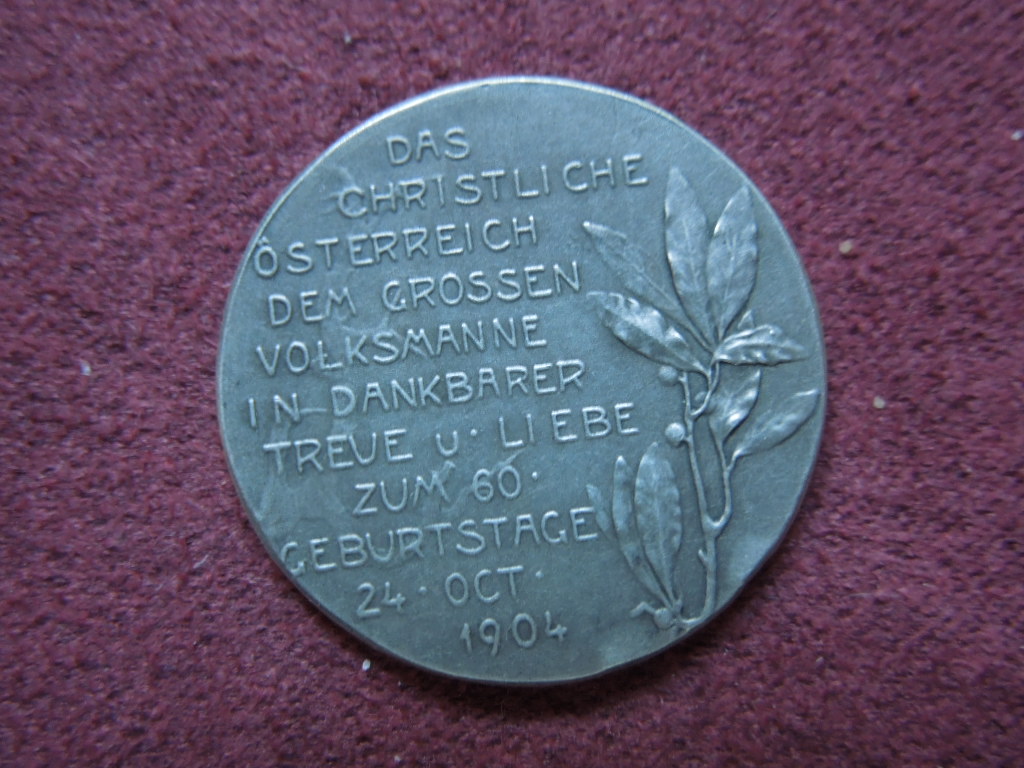 DAS
CHRISTLICHE
ÖSTERREICH
DEM GROSSEN
VOLKSMANNE
IN DANKBARER
TREUE U· LIEBE
ZUM 60·
GEBURTSTAGE
24· OCT·
1904